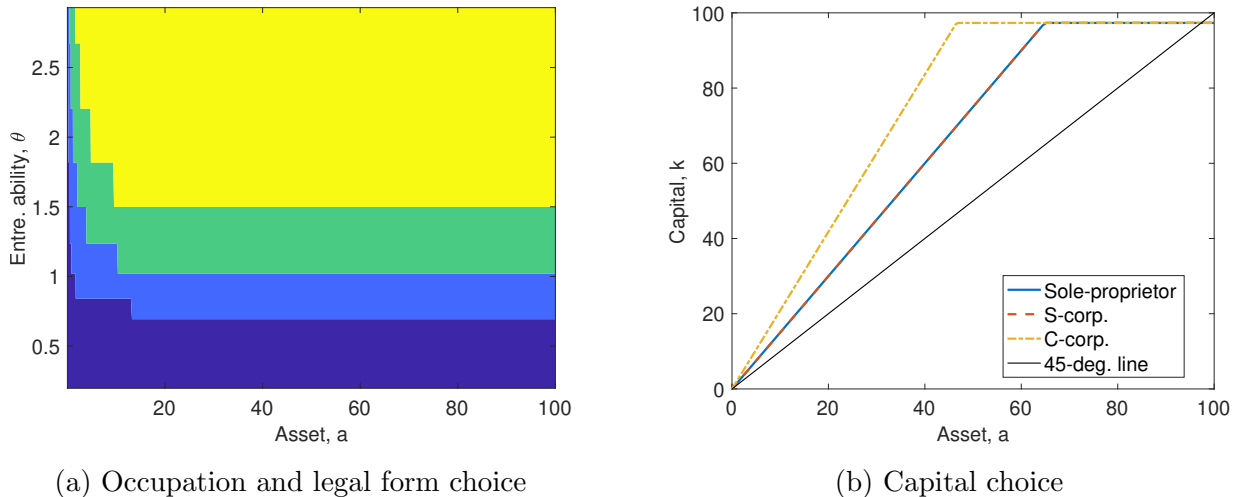 2.5
2
1.5
1
0.5
Entre. ability, θ
20
40
60
80
100
Asset, a
(a) Occupation and legal form choice
100
80
60
40
20
0
Capital, k
Sole-proprietor
S-corp.
C-corp.
45-deg. line
0
20
40
60
80
100
Asset, a
(b) Capital choice